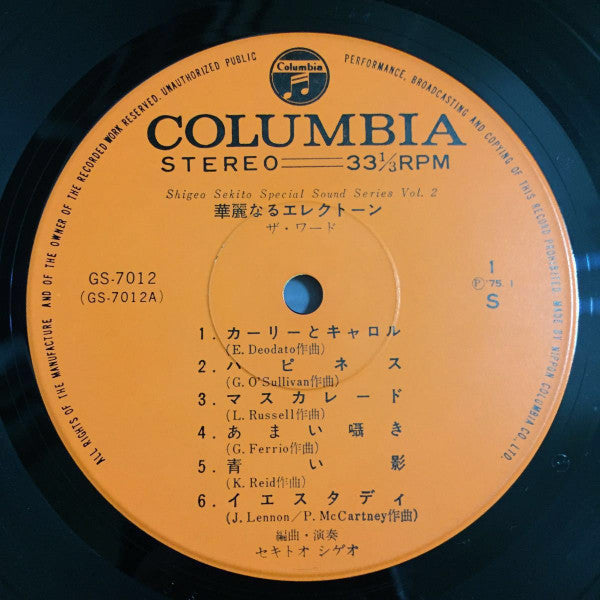 ALL RIGHTS OF THE MANUFACTURE AND OF THE OWNER OF THE RECORDED WORK RESERVED. UNAUTHORIZED PUBLIC PERFORMANCE, BROADCASTING AND COPYING OF THIS RECORD PROHIBITED MADE BY NIPPON COLUMBIA CO., LTD.
Columbia
COLUMBIA
STEREO 33⅓ RPM
Shigeo Sekito Special Sound Series Vol. 2
華麗なるエレクトーン
ザ・ワード
GS-7012
(GS-7012A)
1
Ⓟ'75.1
S
1. カーリーとキャロル
(E. Deodato作曲)
2. ハピネス
(G. O'Sullivan作曲)
3. マスカレード
(L. Russell作曲)
4. あまい囁き
(G. Ferrio作曲)
5. 青い影
(K. Reid作曲)
6. イエスタディ
(J. Lennon/P. McCartney作曲)
編曲・演奏
セキトオ シゲオ